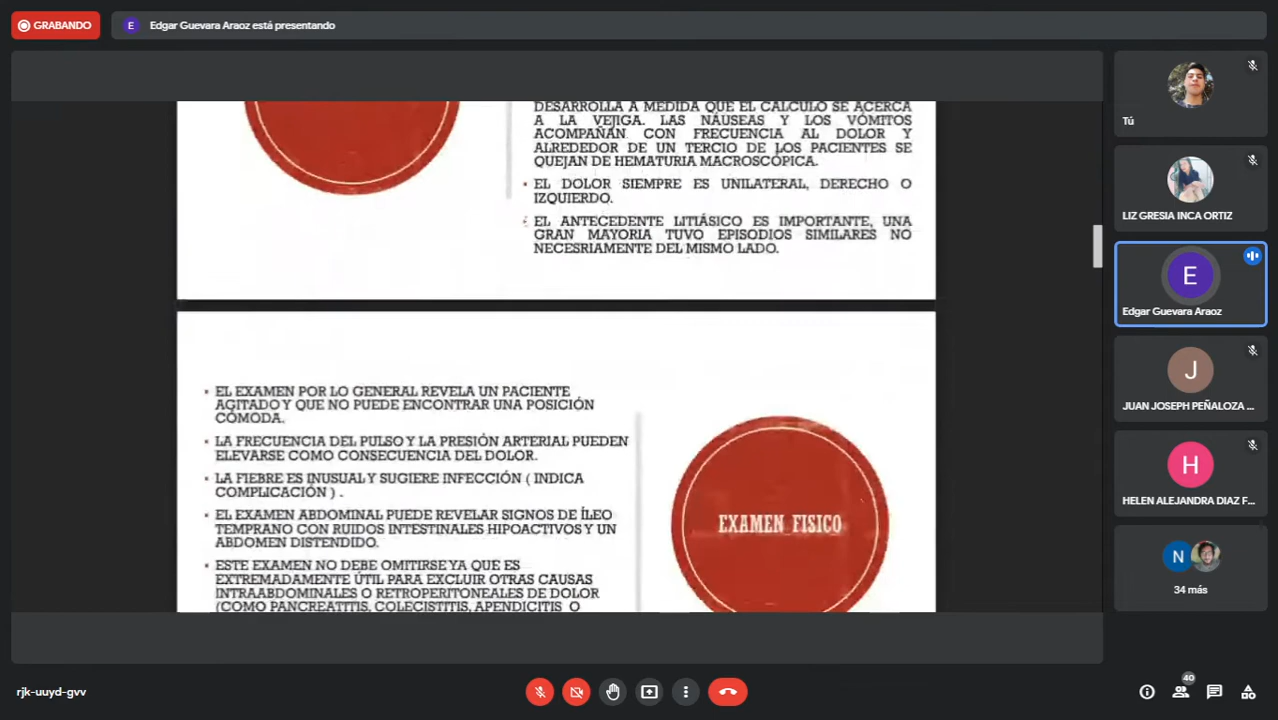 GRABANDO
E
Edgar Guevara Araoz está presentando
DESARROLLA A MEDIDA QUE EL CÁLCULO SE ACERCA
A LA VEJIGA. LAS NÁUSEAS Y LOS VÓMITOS
ACOMPAÑAN CON FRECUENCIA AL DOLOR Y
ALREDEDOR DE UN TERCIO DE LOS PACIENTES SE
QUEJAN DE HEMATURIA MACROSCÓPICA.
• EL DOLOR SIEMPRE ES UNILATERAL, DERECHO O
IZQUIERDO.
• EL ANTECEDENTE LITIÁSICO ES IMPORTANTE, UNA
GRAN MAYORIA TUVO EPISODIOS SIMILARES NO
NECESRIAMENTE DEL MISMO LADO.
• EL EXAMEN POR LO GENERAL REVELA UN PACIENTE
AGITADO Y QUE NO PUEDE ENCONTRAR UNA POSICIÓN
CÓMODA.
• LA FRECUENCIA DEL PULSO Y LA PRESIÓN ARTERIAL PUEDEN
ELEVARSE COMO CONSECUENCIA DEL DOLOR.
• LA FIEBRE ES INUSUAL Y SUGIERE INFECCIÓN ( INDICA
COMPLICACIÓN ) .
• EL EXAMEN ABDOMINAL PUEDE REVELAR SIGNOS DE ÍLEO
TEMPRANO CON RUIDOS INTESTINALES HIPOACTIVOS Y UN
ABDOMEN DISTENDIDO.
• ESTE EXAMEN NO DEBE OMITIRSE YA QUE ES
EXTREMADAMENTE ÚTIL PARA EXCLUIR OTRAS CAUSAS
INTRAABDOMINALES O RETROPERITONEALES DE DOLOR
(COMO PANCREATITIS, COLECISTITIS, APENDICITIS O
EXAMEN FISICO
Tú
LIZ GRESIA INCA ORTIZ
E
Edgar Guevara Araoz
J
JUAN JOSEPH PEÑALOZA ...
H
HELEN ALEJANDRA DIAZ F...
N
34 más
rjk-uuyd-gvv
40